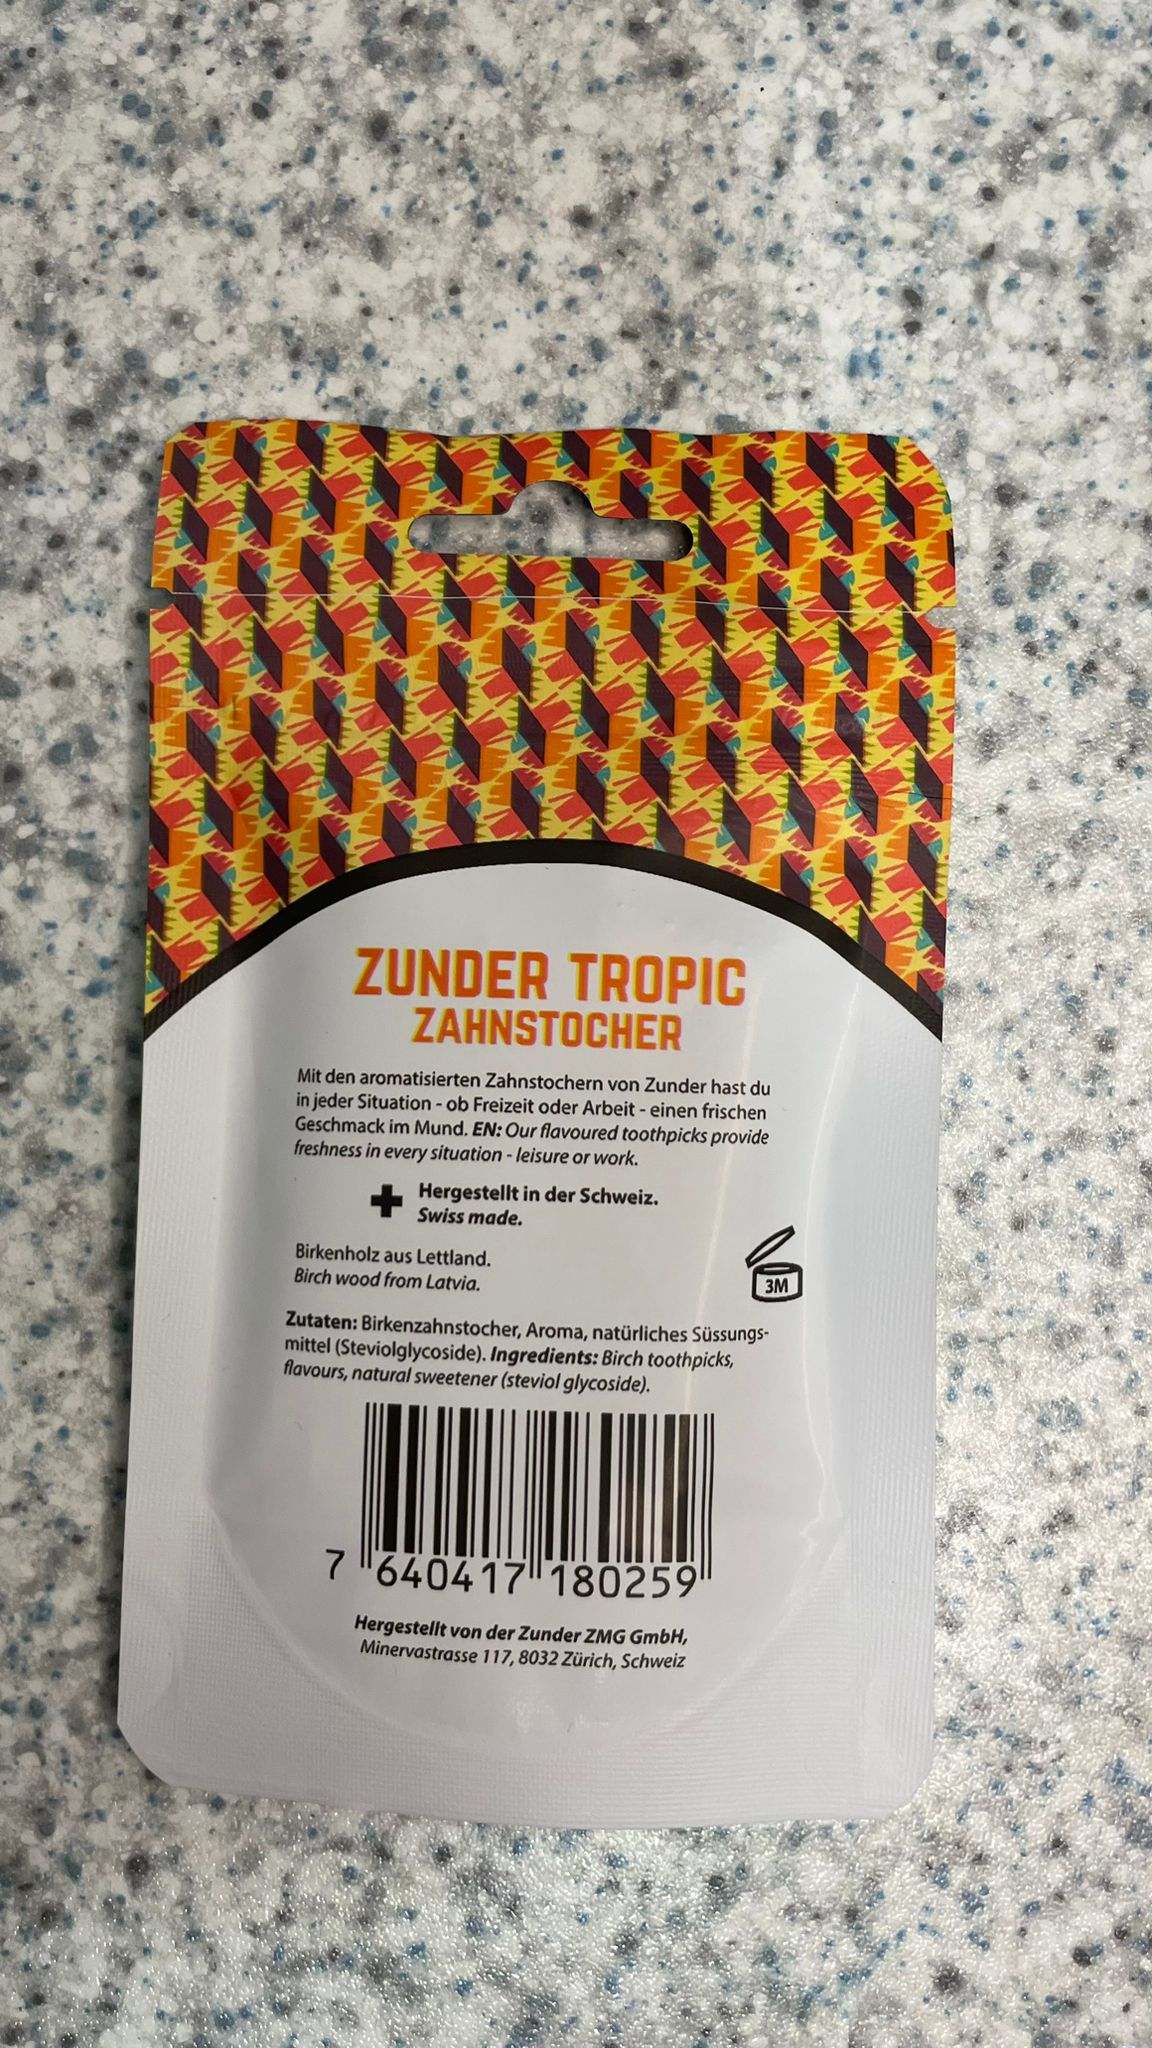 ZUNDER TROPIC
ZAHNSTOCHER
Mit den aromatisierten Zahnstochern von Zunder hast du
in jeder Situation - ob Freizeit oder Arbeit - einen frischen
Geschmack im Mund. EN: Our flavoured toothpicks provide
freshness in every situation - leisure or work.
Hergestellt in der Schweiz.
Swiss made.
Birkenholz aus Lettland.
Birch wood from Latvia.
3M
Zutaten: Birkenzahnstocher, Aroma, natürliches Süssungs-
mittel (Steviolglycoside). Ingredients: Birch toothpicks,
flavours, natural sweetener (steviol glycoside).
7 640417 180259
Hergestellt von der Zunder ZMG GmbH,
Minervastrasse 117, 8032 Zürich, Schweiz